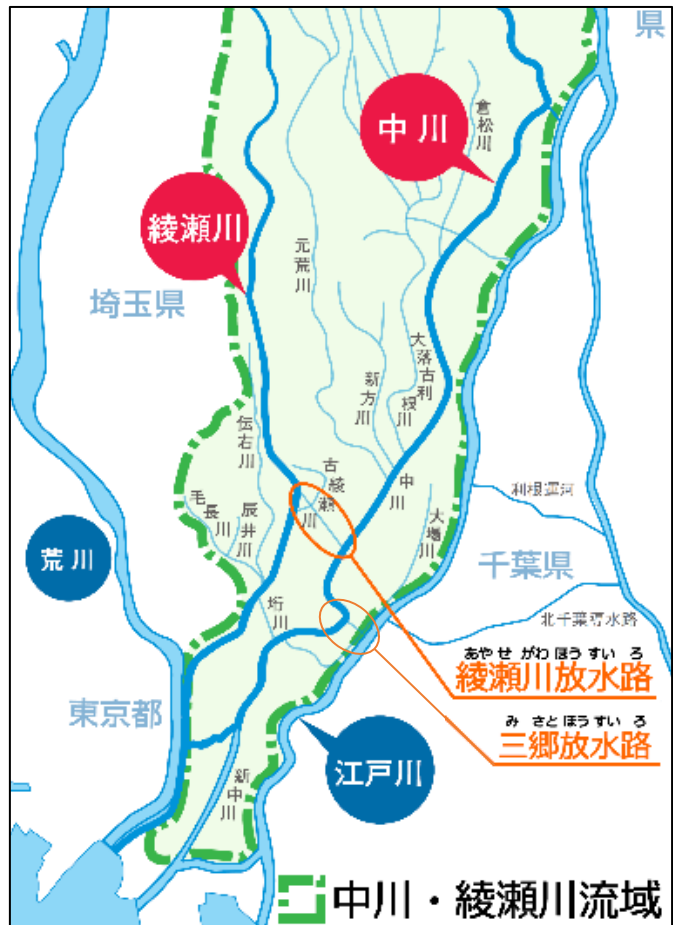 県
中川
倉松川
綾瀬川
元荒川
埼玉県
大落古利根川
新方川
伝右川
古綾瀬川
中川
利根運河
毛長川
辰井川
大場川
荒川
千葉県
垳川
北千葉導水路
あやせがわほうすいろ
綾瀬川放水路
東京都
みさとほうすいろ
三郷放水路
江戸川
新中川
中川・綾瀬川流域